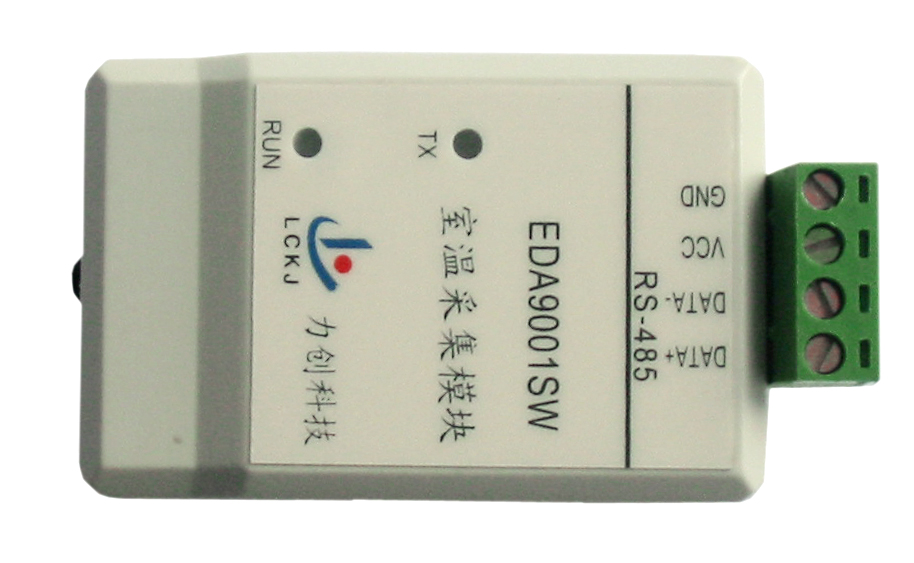 RUN
TX
LCKJ
力创科技
室温采集模块
EDA9001SW
RS-485
GND
VCC
DATA-
DATA+